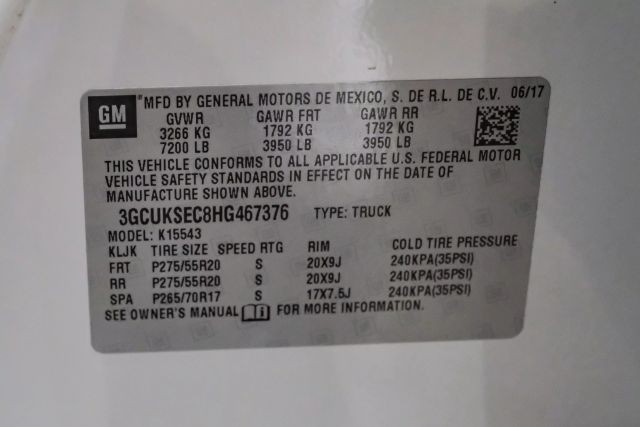 GM
MFD BY GENERAL MOTORS DE MEXICO, S. DE R.L. DE C.V. 06/17
GVWR GAWR FRT GAWR RR
3266 KG 1792 KG 1792 KG
7200 LB 3950 LB 3950 LB
THIS VEHICLE CONFORMS TO ALL APPLICABLE U.S. FEDERAL MOTOR
VEHICLE SAFETY STANDARDS IN EFFECT ON THE DATE OF
MANUFACTURE SHOWN ABOVE.
3GCUKSEC8HG467376 TYPE: TRUCK
MODEL: K15543
KLJK TIRE SIZE SPEED RTG RIM COLD TIRE PRESSURE
FRT P275/55R20 S 20X9J 240KPA(35PSI)
RR P275/55R20 S 20X9J 240KPA(35PSI)
SPA P265/70R17 S 17X7.5J 240KPA(35PSI)
SEE OWNER'S MANUAL FOR MORE INFORMATION.